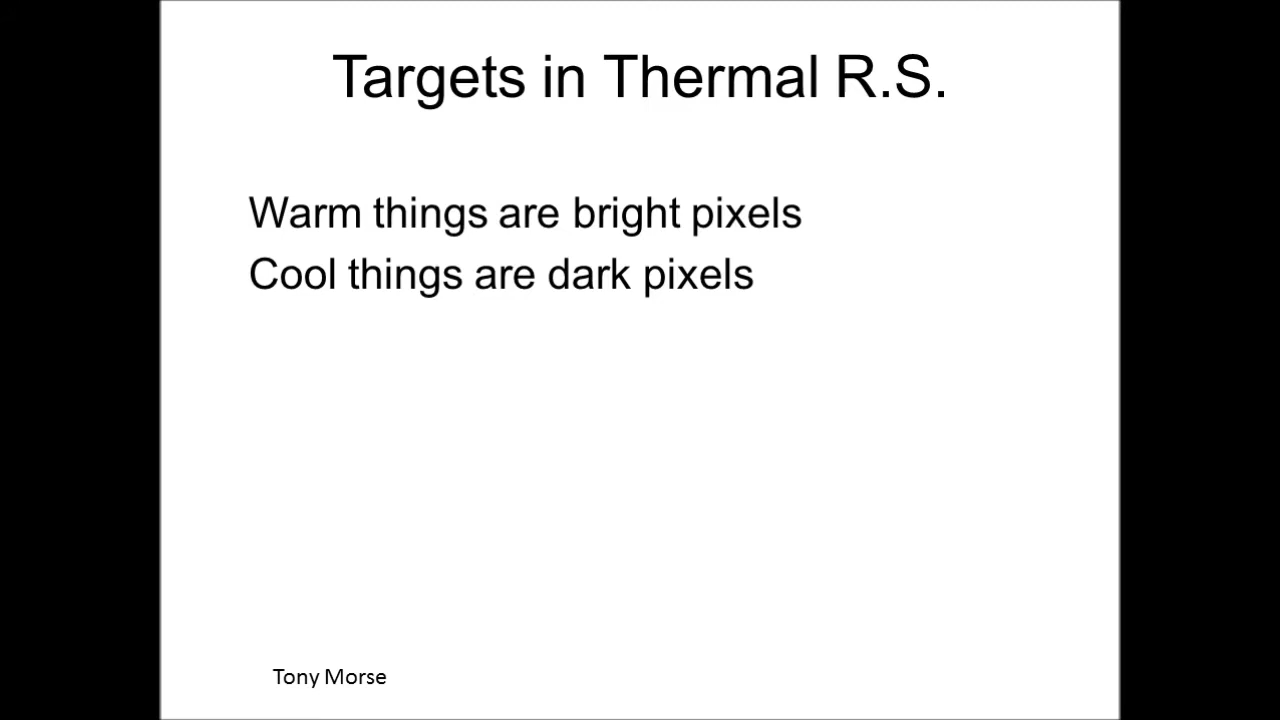 Targets in Thermal R.S.
Warm things are bright pixels
Cool things are dark pixels
Tony Morse